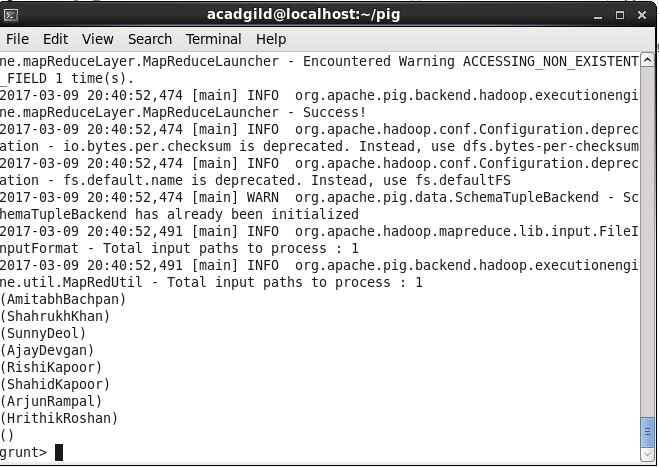 acadgild@localhost:~/pig
File Edit View Search Terminal Help
ne.mapReduceLayer.MapReduceLauncher - Encountered Warning ACCESSING_NON_EXISTENT
_FIELD 1 time(s).
2017-03-09 20:40:52,474 [main] INFO  org.apache.pig.backend.hadoop.executionengi
ne.mapReduceLayer.MapReduceLauncher - Success!
2017-03-09 20:40:52,474 [main] INFO  org.apache.hadoop.conf.Configuration.deprec
ation - io.bytes.per.checksum is deprecated. Instead, use dfs.bytes-per-checksum
2017-03-09 20:40:52,474 [main] INFO  org.apache.hadoop.conf.Configuration.deprec
ation - fs.default.name is deprecated. Instead, use fs.defaultFS
2017-03-09 20:40:52,474 [main] WARN  org.apache.pig.data.SchemaTupleBackend - Sc
hemaTupleBackend has already been initialized
2017-03-09 20:40:52,491 [main] INFO  org.apache.hadoop.mapreduce.lib.input.FileI
nputFormat - Total input paths to process : 1
2017-03-09 20:40:52,491 [main] INFO  org.apache.pig.backend.hadoop.executionengi
ne.util.MapRedUtil - Total input paths to process : 1
(AmitabhBachpan)
(ShahrukhKhan)
(SunnyDeol)
(AjayDevgan)
(RishiKapoor)
(ShahidKapoor)
(ArjunRampal)
(HrithikRoshan)
()
grunt>